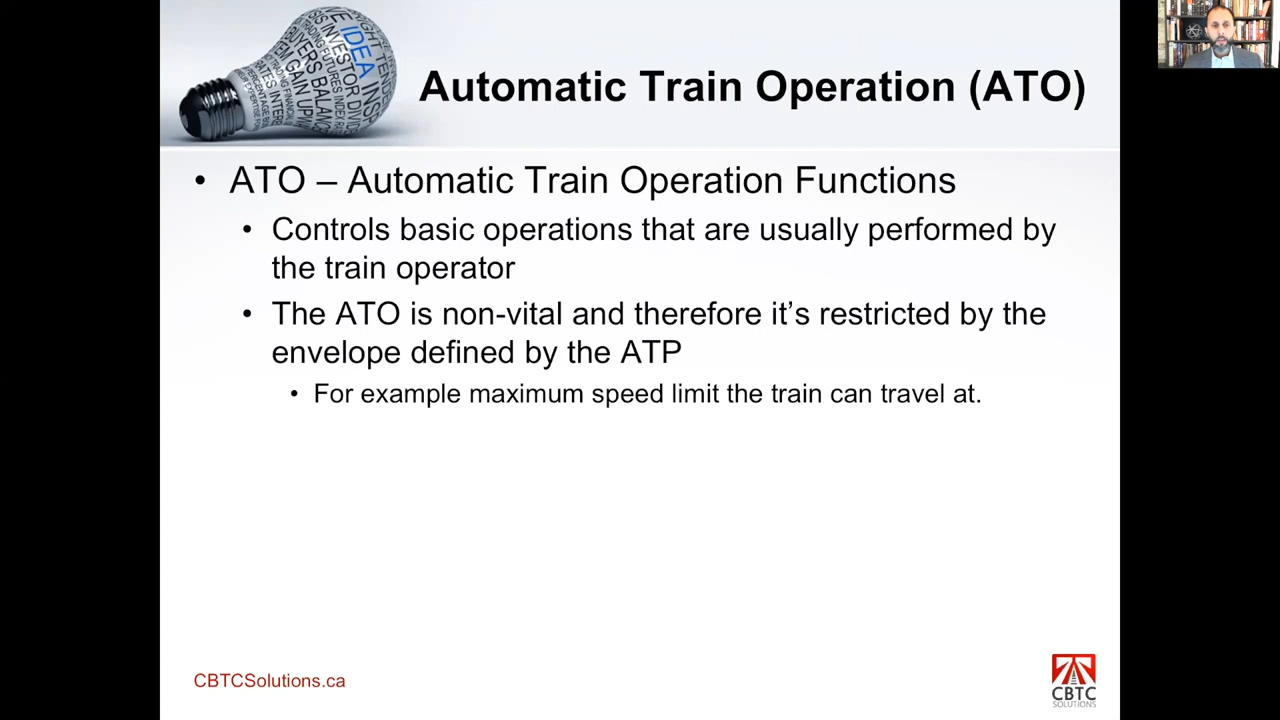 IDEA
Automatic Train Operation (ATO)
• ATO – Automatic Train Operation Functions
• Controls basic operations that are usually performed by
the train operator
• The ATO is non-vital and therefore it's restricted by the
envelope defined by the ATP
• For example maximum speed limit the train can travel at.
CBTCSolutions.ca
CBTC
SOLUTIONS